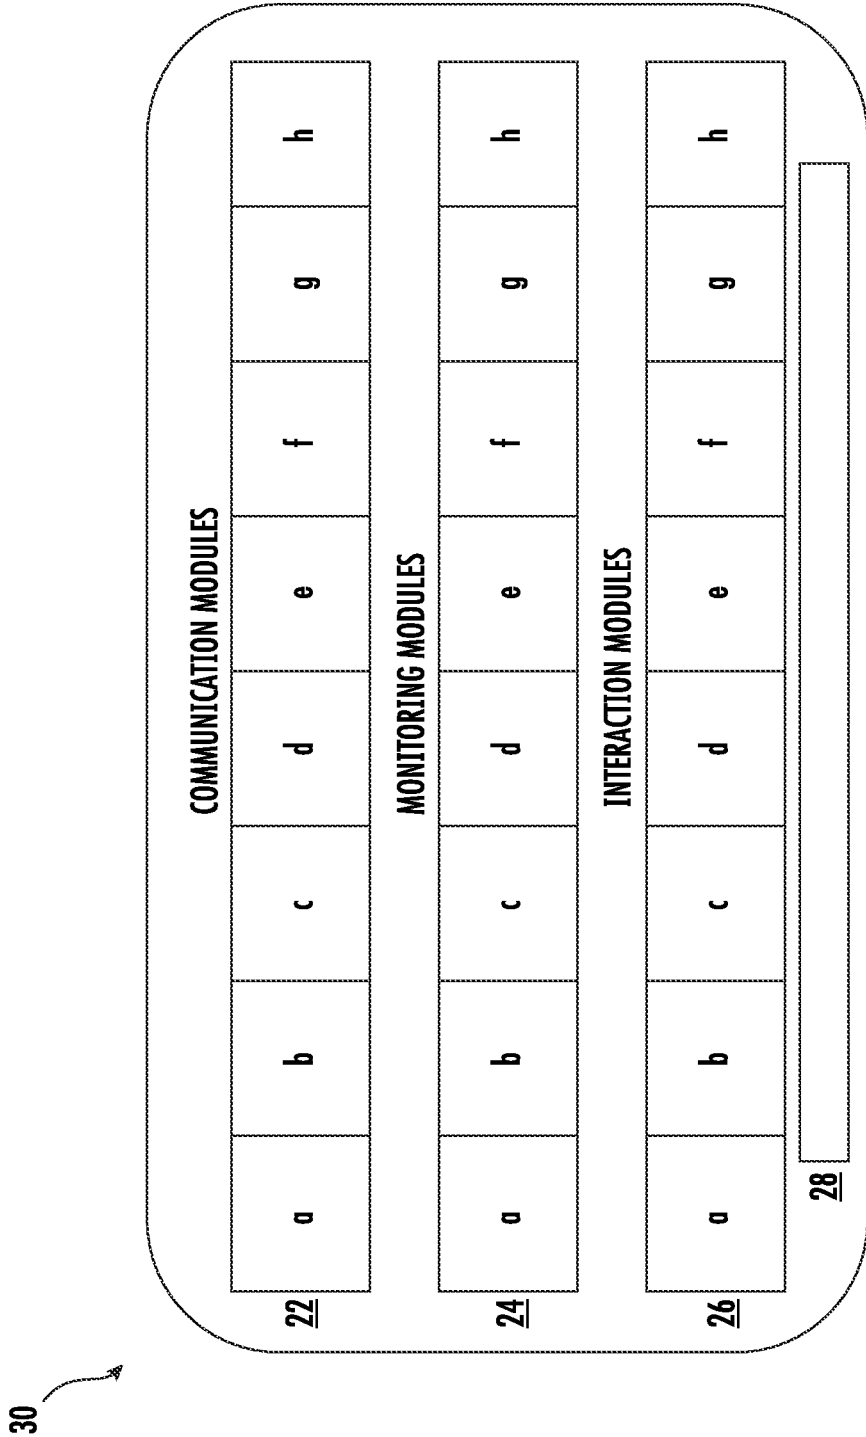 30
COMMUNICATION MODULES
22 a b c d e f g h
MONITORING MODULES
24 a b c d e f g h
INTERACTION MODULES
26 a b c d e f g h
28